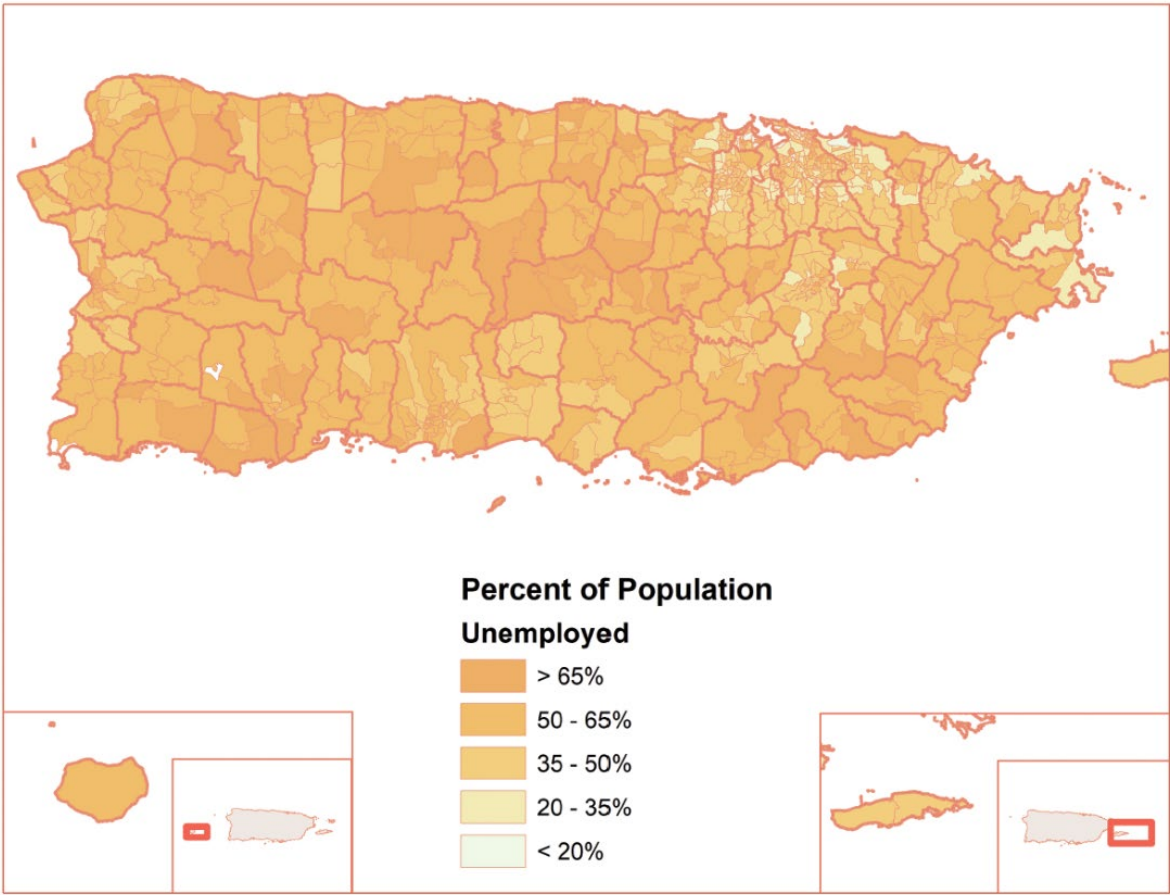 Percent of Population
Unemployed
> 65%
50 - 65%
35 - 50%
20 - 35%
< 20%